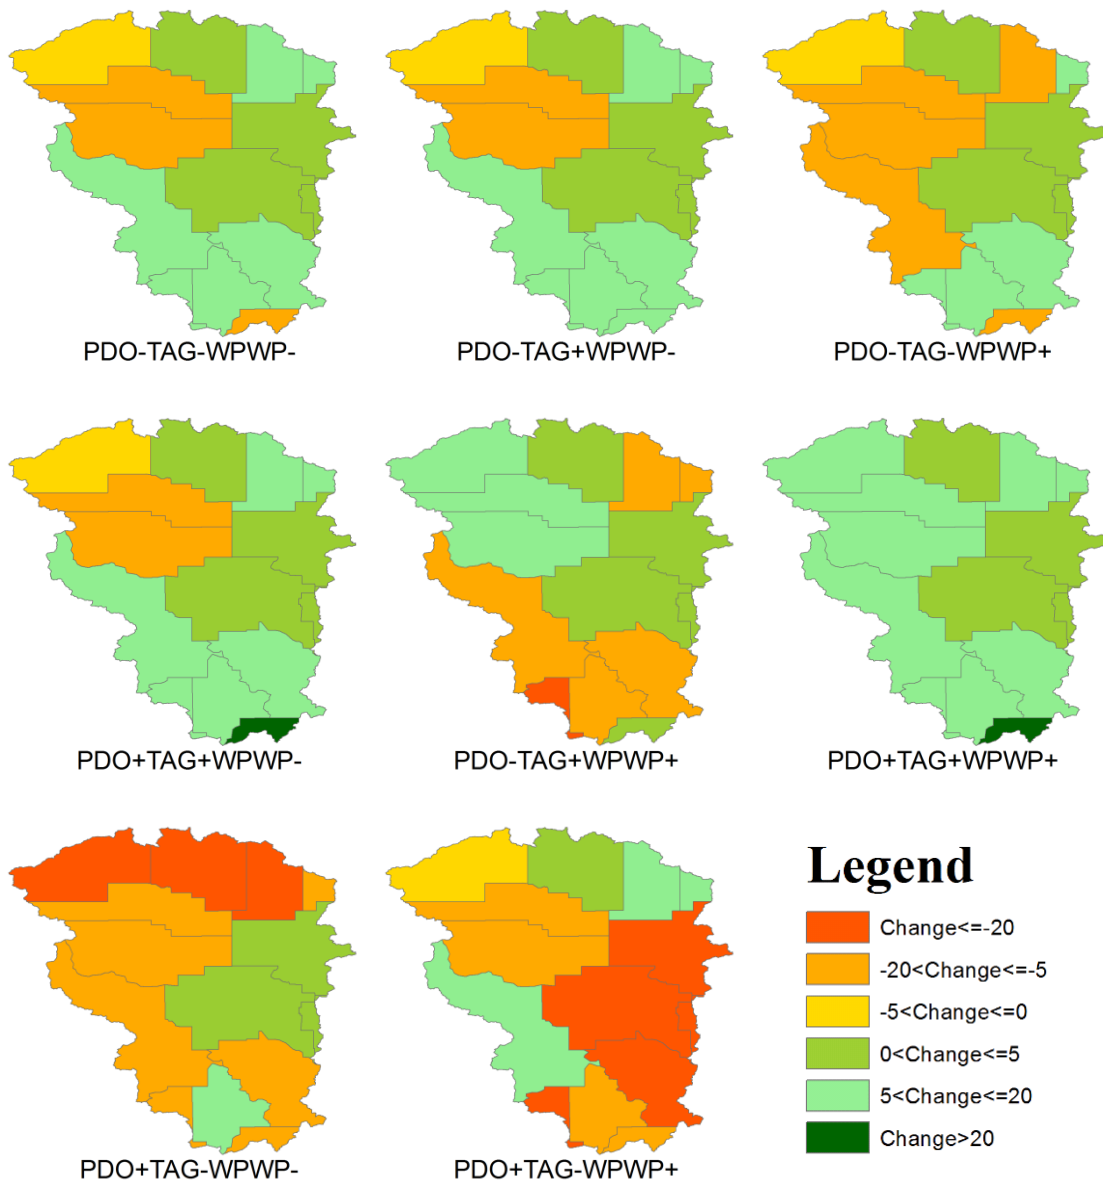 PDO-TAG-WPWP-
PDO-TAG+WPWP-
PDO-TAG-WPWP+
PDO+TAG+WPWP-
PDO-TAG+WPWP+
PDO+TAG+WPWP+
PDO+TAG-WPWP-
PDO+TAG-WPWP+
Legend
Change<=-20
-20<Change<=-5
-5<Change<=0
0<Change<=5
5<Change<=20
Change>20